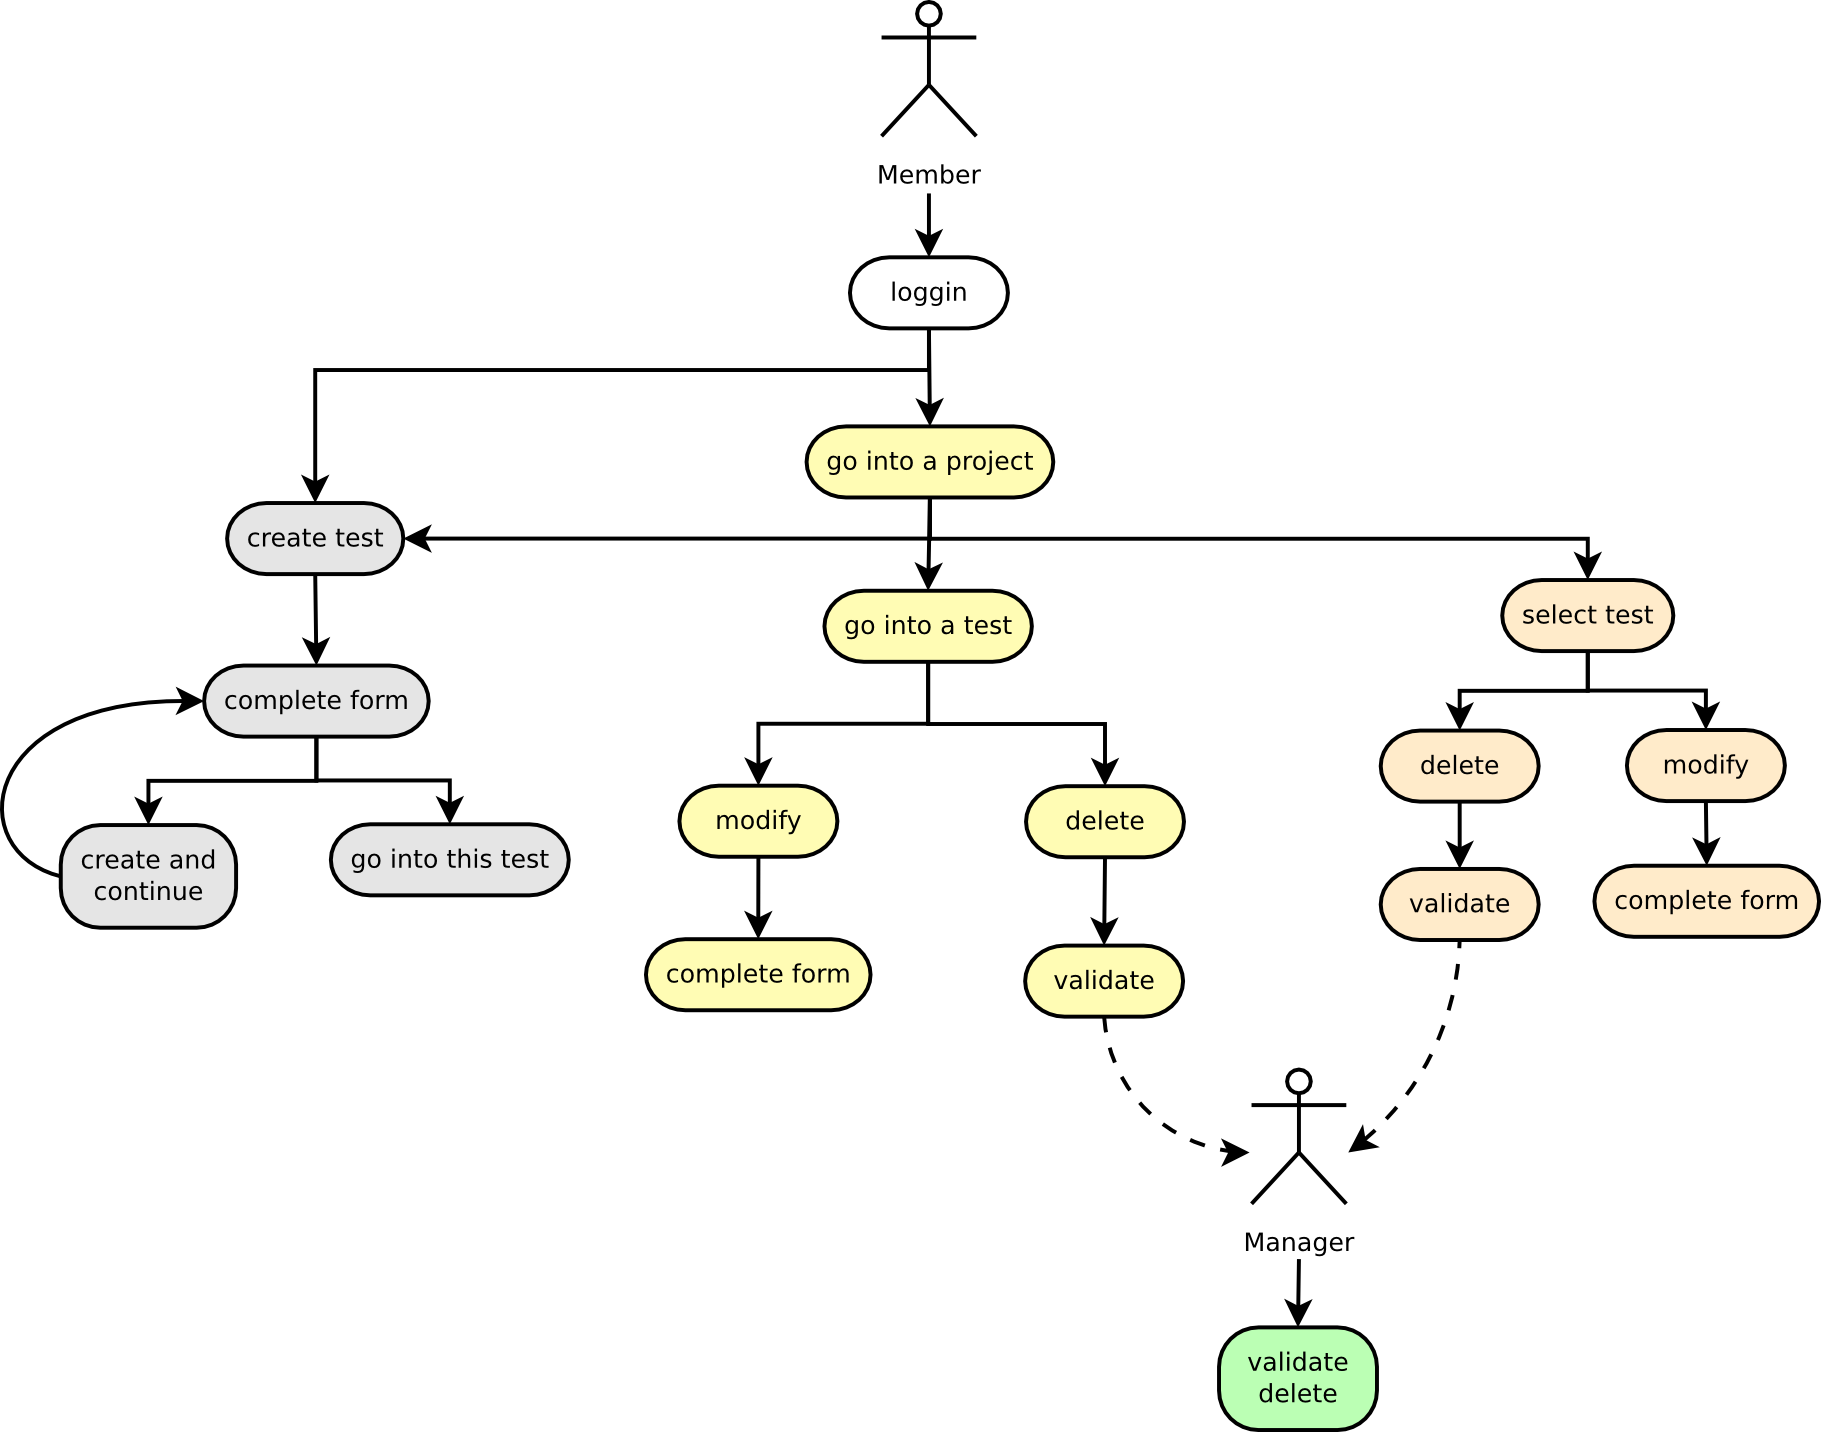 Member
loggin
go into a project
create test
go into a test
select test
complete form
delete
modify
modify
delete
create and
continue
go into this test
validate
complete form
complete form
validate
Manager
validate
delete